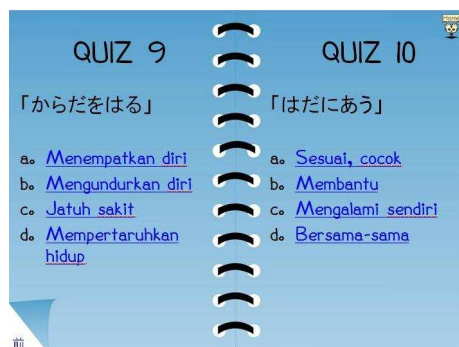 QUIZ 9
「からだをはる」
a。 Menempatkan diri
b。 Mengundurkan diri
c。 Jatuh sakit
d。 Mempertaruhkan
hidup
前
QUIZ 10
「はだにあう」
a。 Sesuai, cocok
b。 Membantu
c。 Mengalami sendiri
d。 Bersama-sama